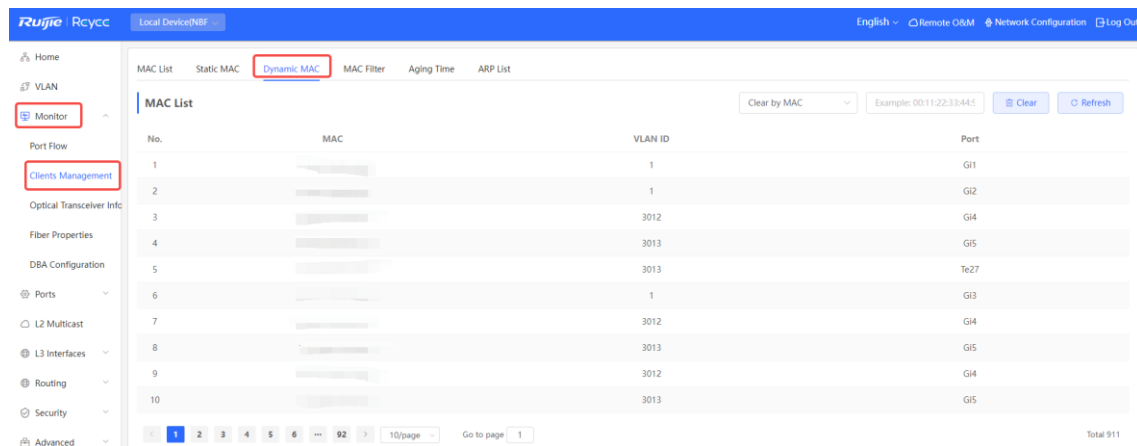 Ruijie | Rcycc Local Device(NBF English Remote O&M Network Configuration Log Out
Home
VLAN
Monitor
Port Flow
Clients Management
Optical Transceiver Info
Fiber Properties
DBA Configuration
Ports
L2 Multicast
L3 Interfaces
Routing
Security
Advanced
MAC List Static MAC Dynamic MAC MAC Filter Aging Time ARP List
MAC List Clear by MAC Example: 00:11:22:33:44:5 Clear Refresh
No. MAC VLAN ID Port
1 1 Gi1
2 1 Gi2
3 3012 Gi4
4 3013 Gi5
5 3013 Te27
6 1 Gi3
7 3012 Gi4
8 3013 Gi5
9 3012 Gi4
10 3013 Gi5
< 1 2 3 4 5 6 ··· 92 > 10/page Go to page 1 Total 911